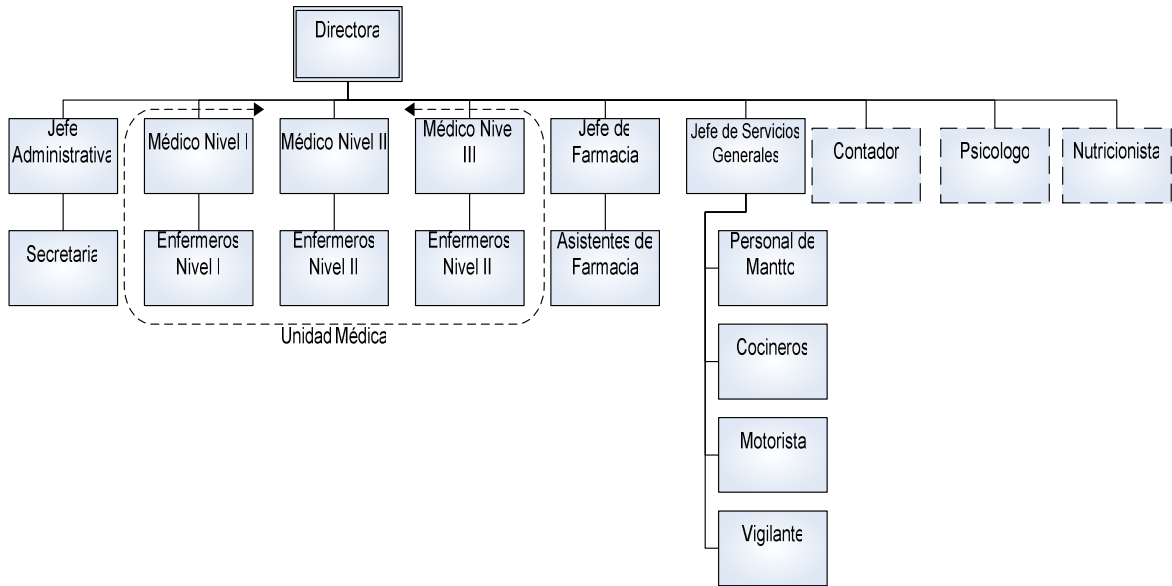 Directora
Jefe
Administrativa
Médico Nivel I
Médico Nivel II
Médico Nive
III
Jefe de
Farmacia
Jefe de Servicios
Generales
Contador
Psicologo
Nutricionista
Secretaria
Enfermeros
Nivel I
Enfermeros
Nivel II
Enfermeros
Nivel II
Asistentes de
Farmacia
Personal de
Mantto
Unidad Médica
Cocineros
Motorista
Vigilante